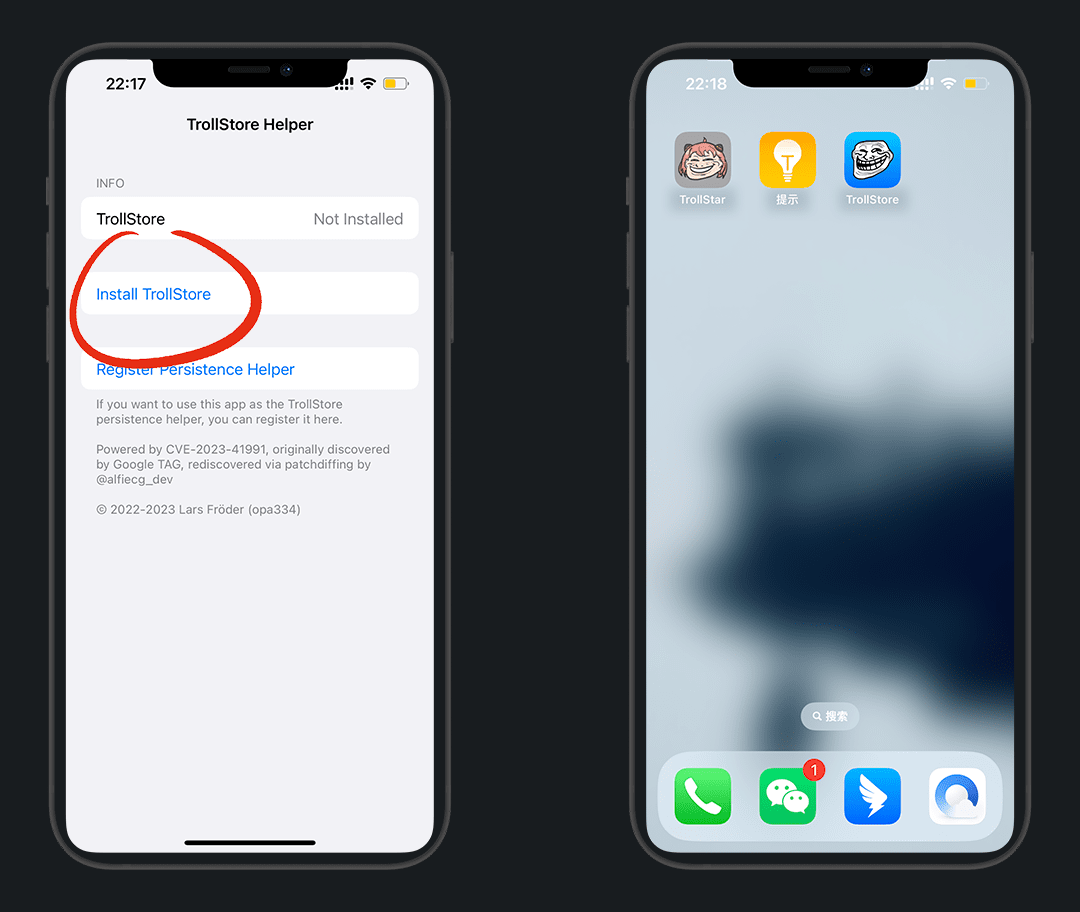 22:17
TrollStore Helper
INFO
TrollStore Not Installed
Install TrollStore
Register Persistence Helper
If you want to use this app as the TrollStore
persistence helper, you can register it here.
Powered by CVE-2023-41991, originally discovered
by Google TAG, rediscovered via patchdiffing by
@alfiecg_dev
© 2022-2023 Lars Fröder (opa334)
22:18
TrollStar 提示 TrollStore
搜索
1